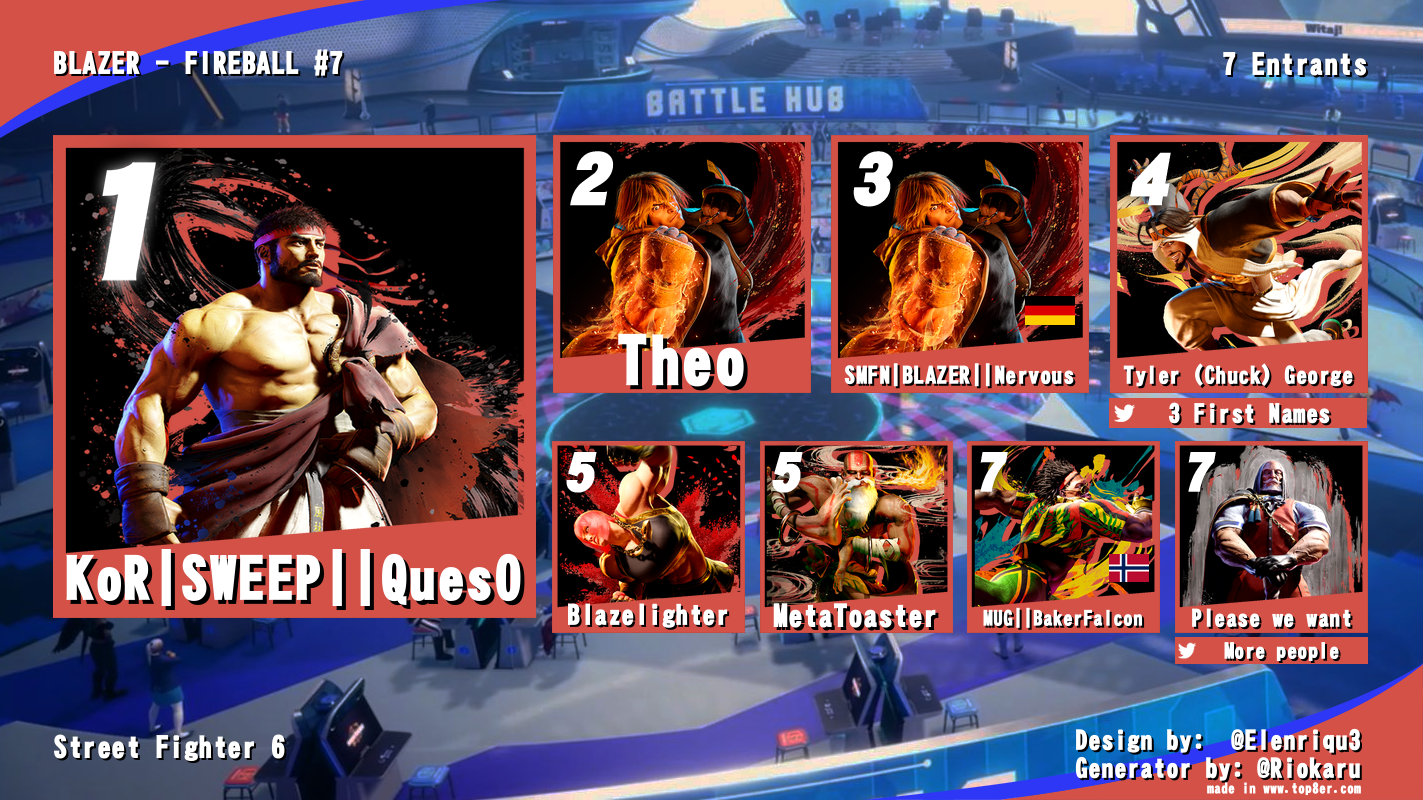 BLAZER - FIREBALL #7
7 Entrants
Witaj!
BATTLE HUB
1
KoR|SWEEP||QuesO
2
Theo
3
SMFN|BLAZER||Nervous
4
Tyler (Chuck) George
3 First Names
5
Blazelighter
5
MetaToaster
7
MUG||BakerFalcon
7
Please we want
More people
Street Fighter 6
Design by: @Elenriqu3
Generator by: @Riokaru
made in www.top8er.com